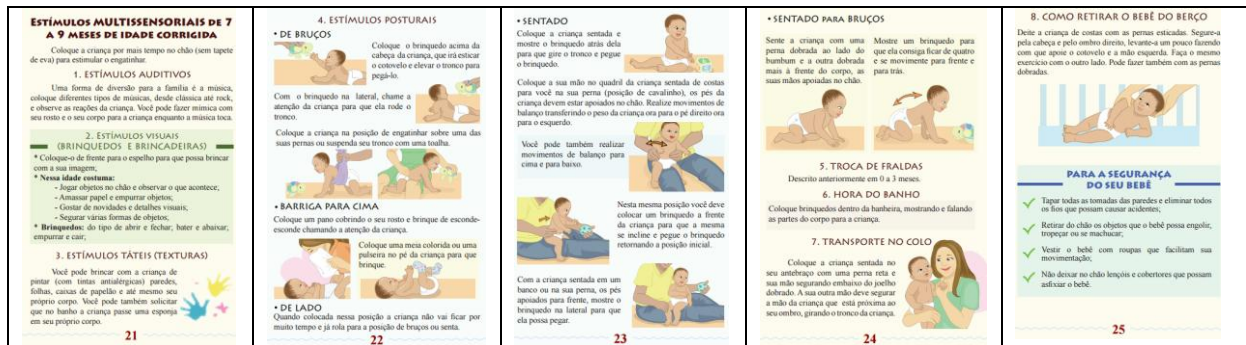 ESTÍMULOS MULTISSENSORIAIS DE 7
A 9 MESES DE IDADE CORRIGIDA
Coloque a criança por mais tempo no chão (sem tapete
de eva) para estimular o engatinhar.
1. ESTÍMULOS AUDITIVOS
Uma forma de diversão para a família é a música,
coloque diferentes tipos de músicas, desde clássica até rock,
e observe as reações da criança. Você pode fazer mímica com
seu rosto e o seu corpo para a criança enquanto a música toca.
2. ESTÍMULOS VISUAIS
(BRINQUEDOS E BRINCADEIRAS)
* Coloque-o de frente para o espelho para que possa brincar
com a sua imagem;
* Nessa idade costuma:
- Jogar objetos no chão e observar o que acontece;
- Amassar papel e empurrar objetos;
- Gostar de novidades e detalhes visuais;
- Segurar várias formas de objetos;
* Brinquedos: do tipo de abrir e fechar; bater e abaixar;
empurrar e cair;
3. ESTÍMULOS TÁTEIS (TEXTURAS)
Você pode brincar com a criança de
pintar (com tintas antialérgicas) paredes,
folhas, caixas de papelão e até mesmo seu
próprio corpo. Você pode também solicitar
que no banho a criança passe uma esponja
em seu próprio corpo.
21
4. ESTÍMULOS POSTURAIS
• DE BRUÇOS
Coloque o brinquedo acima da
cabeça da criança, que irá esticar
o cotovelo e elevar o tronco para
pegá-lo.
Com o brinquedo na lateral, chame a
atenção da criança para que ela rode o
tronco.
Coloque a criança na posição de engatinhar sobre uma das
suas pernas ou suspenda seu tronco com uma toalha.
• BARRIGA PARA CIMA
Coloque um pano cobrindo o seu rosto e brinque de esconde-
esconde chamando a atenção da criança.
Coloque uma meia colorida ou uma
pulseira no pé da criança para que
brinque.
• DE LADO
Quando colocada nessa posição a criança não vai ficar por
muito tempo e já rola para a posição de bruços ou senta.
22
• SENTADO
Coloque a criança sentada e
mostre o brinquedo atrás dela
para que gire o tronco e pegue
o brinquedo.
Coloque a sua mão no quadril da criança sentada de costas
para você na sua perna (posição de cavalinho), os pés da
criança devem estar apoiados no chão. Realize movimentos de
balanço transferindo o peso da criança ora para o pé direito ora
para o esquerdo.
Você pode também realizar
movimentos de balanço para
cima e para baixo.
Nesta mesma posição você deve
colocar um brinquedo a frente
da criança para que a mesma
se incline e pegue o brinquedo
retornando a posição inicial.
Com a criança sentada em um
banco ou na sua perna, os pés
apoiados para frente, mostre o
brinquedo na lateral para que
ela possa pegar.
23
• SENTADO PARA BRUÇOS
Sente a criança com uma
perna dobrada ao lado do
bumbum e a outra dobrada
mais à frente do corpo, as
suas mãos apoiadas no chão.
Mostre um brinquedo para
que ela consiga ficar de quatro
e se movimente para frente e
para trás.
5. TROCA DE FRALDAS
Descrito anteriormente em 0 a 3 meses.
6. HORA DO BANHO
Coloque brinquedos dentro da banheira, mostrando e falando
as partes do corpo para a criança.
7. TRANSPORTE NO COLO
Coloque a criança sentada no
seu antebraço com uma perna reta e
sua mão segurando embaixo do joelho
dobrado. A sua outra mão deve segurar
a mão da criança que está próxima ao
seu ombro, girando o tronco da criança.
24
8. COMO RETIRAR O BEBÊ DO BERÇO
Deite a criança de costas com as pernas esticadas. Segure-a
pela cabeça e pelo ombro direito, levante-a um pouco fazendo
com que apoie o cotovelo e a mão esquerda. Faça o mesmo
exercício com o outro lado. Pode fazer também com as pernas
dobradas.
PARA A SEGURANÇA
DO SEU BEBÊ
Tapar todas as tomadas das paredes e eliminar todos
os fios que possam causar acidentes;
Retirar do chão os objetos que o bebê possa engolir,
tropeçar ou se machucar;
Vestir o bebê com roupas que facilitam sua
movimentação;
Não deixar no chão lençóis e cobertores que possam
asfixiar o bebê.
25